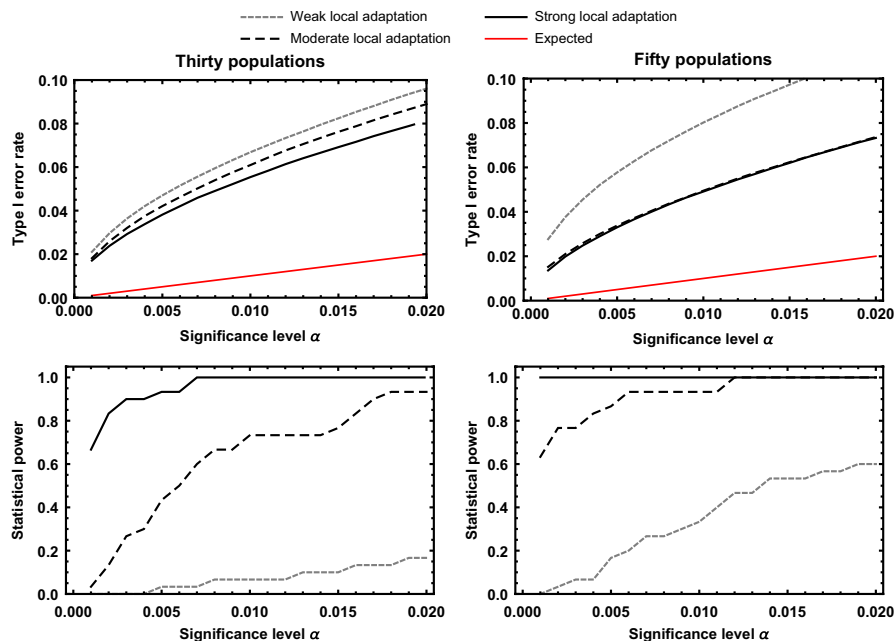 Weak local adaptation
Strong local adaptation
Moderate local adaptation
Expected
Thirty populations
Fifty populations
0.10
0.08
0.06
0.04
0.02
0.00
Type I error rate
0.000 0.005 0.010 0.015 0.020
Significance level α
0.10
0.08
0.06
0.04
0.02
0.00
Type I error rate
0.000 0.005 0.010 0.015 0.020
Significance level α
1.0
0.8
0.6
0.4
0.2
0.0
Statistical power
0.000 0.005 0.010 0.015 0.020
Significance level α
1.0
0.8
0.6
0.4
0.2
0.0
Statistical power
0.000 0.005 0.010 0.015 0.020
Significance level α